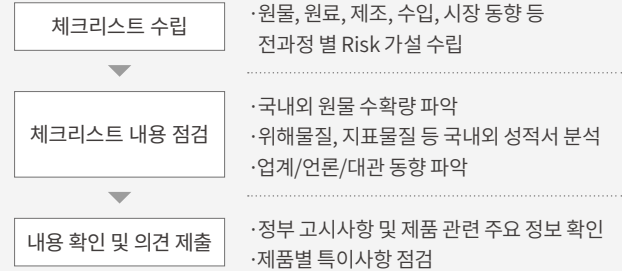 체크리스트 수립
·원물, 원료, 제조, 수입, 시장 동향 등
전과정 별 Risk 가설 수립
체크리스트 내용 점검
·국내외 원물 수확량 파악
·위해물질, 지표물질 등 국내외 성적서 분석
·업계/언론/대관 동향 파악
내용 확인 및 의견 제출
·정부 고시사항 및 제품 관련 주요 정보 확인
·제품별 특이사항 점검